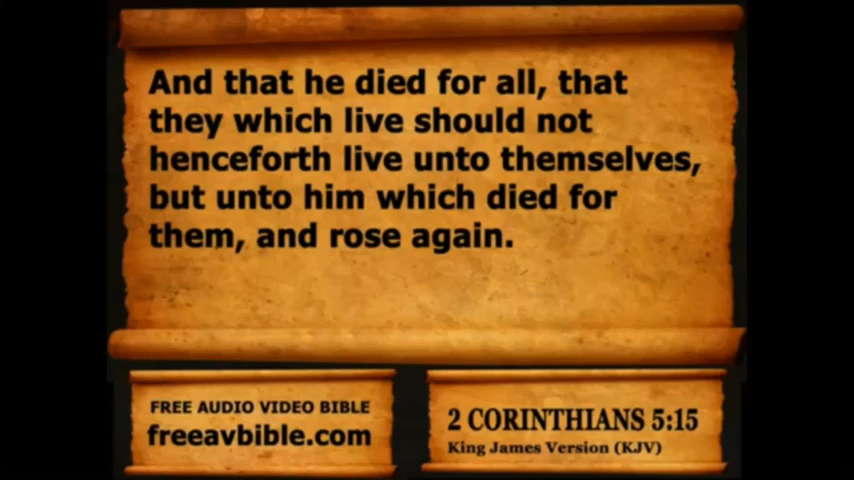 And that he died for all, that
they which live should not
henceforth live unto themselves,
but unto him which died for
them, and rose again.
FREE AUDIO VIDEO BIBLE
freeavbible.com
2 CORINTHIANS 5:15
King James Version (KJV)